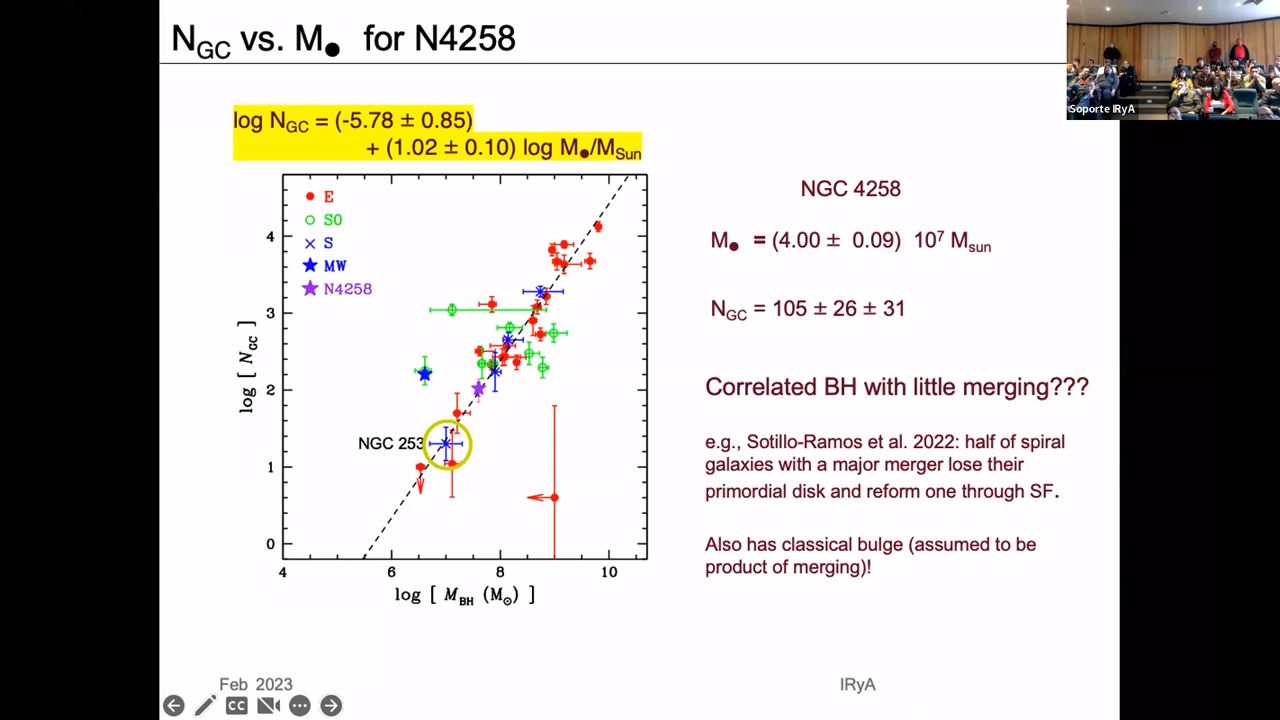 N_GC vs. M● for N4258
Soporte IRyA
log N_GC = (-5.78 ± 0.85)
+ (1.02 ± 0.10) log M●/M_Sun
E
S0
S
MW
N4258
NGC 253
4
3
2
1
0
log [ N_GC ]
4 6 8 10
log [ M_BH (M_⊙) ]
NGC 4258
M● = (4.00 ± 0.09) 10⁷ M_sun
N_GC = 105 ± 26 ± 31
Correlated BH with little merging???
e.g., Sotillo-Ramos et al. 2022: half of spiral
galaxies with a major merger lose their
primordial disk and reform one through SF.
Also has classical bulge (assumed to be
product of merging)!
Feb 2023
IRyA
CC